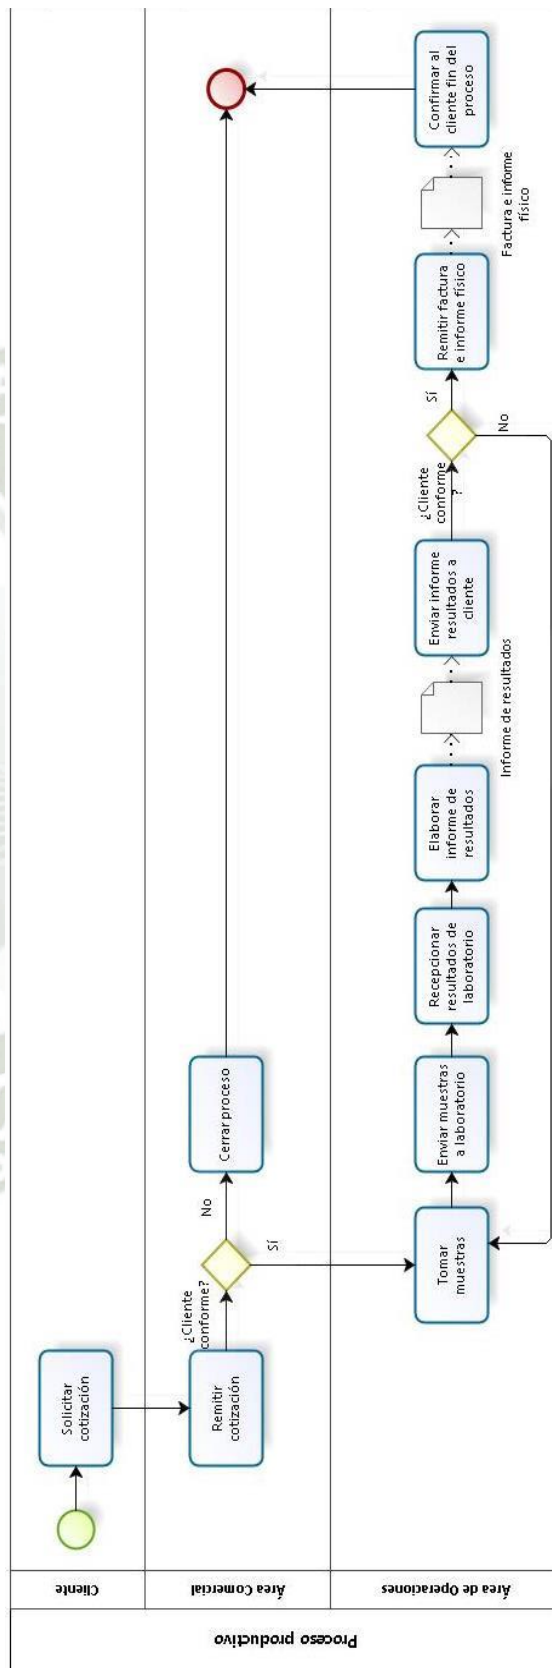 Proceso productivo
Cliente
Área Comercial
Área de Operaciones
Solicitar
cotización
Remitir
cotización
¿Cliente
conforme?
No
Sí
Cerrar proceso
Tomar
muestras
Enviar muestras
a laboratorio
Recepcionar
resultados de
laboratorio
Elaborar
informe de
resultados
Informe de resultados
Enviar informe
resultados a
cliente
¿Cliente
conforme
?
Sí
No
Remitir factura
e informe físico
Factura e informe
físico
Confirmar al
cliente fin del
proceso